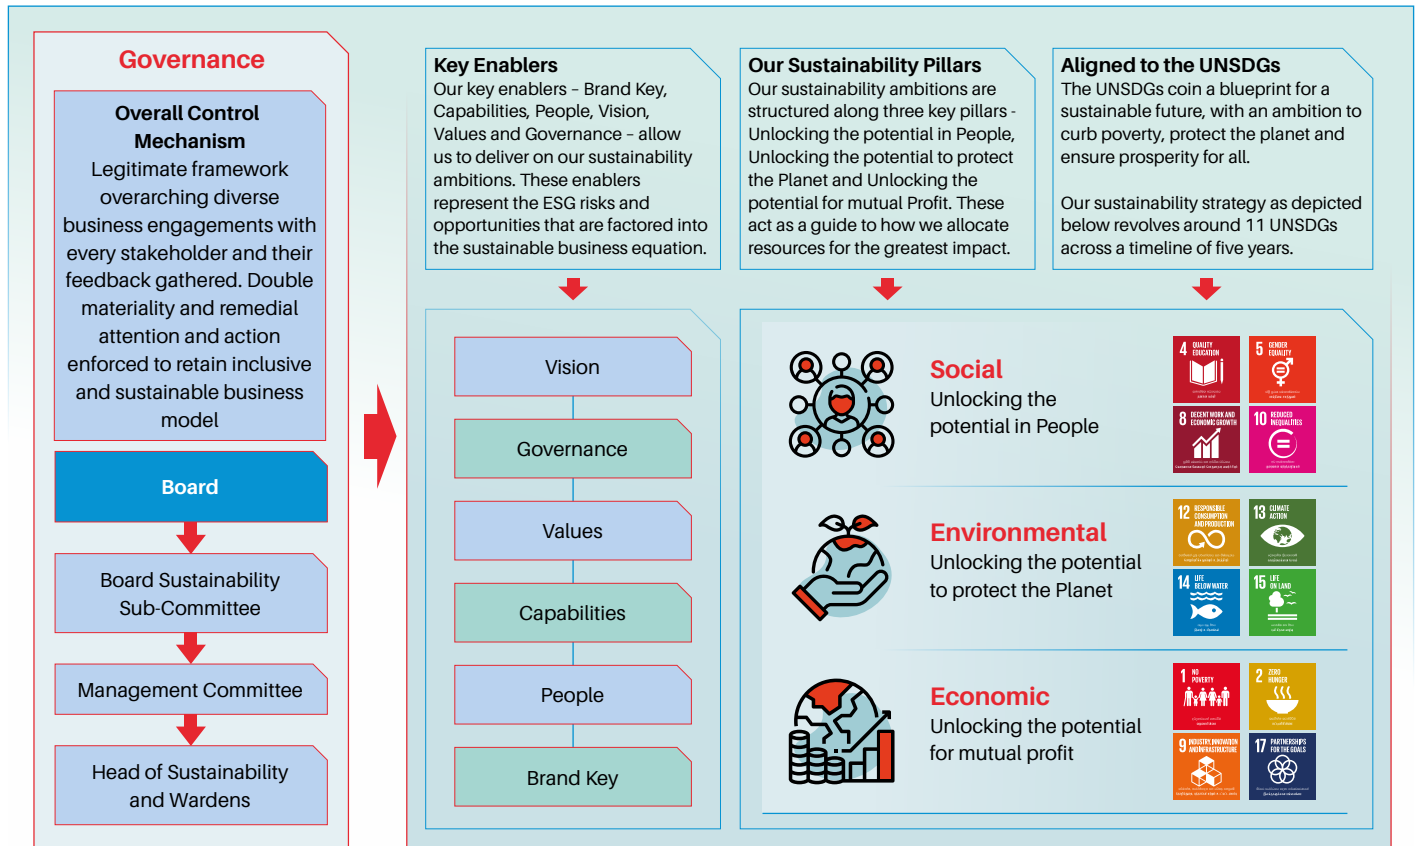 Governance
Overall Control
Mechanism
Legitimate framework
overarching diverse
business engagements with
every stakeholder and their
feedback gathered. Double
materiality and remedial
attention and action
enforced to retain inclusive
and sustainable business
model
Board
Board Sustainability
Sub-Committee
Management Committee
Head of Sustainability
and Wardens
Key Enablers
Our key enablers – Brand Key,
Capabilities, People, Vision,
Values and Governance – allow
us to deliver on our sustainability
ambitions. These enablers
represent the ESG risks and
opportunities that are factored into
the sustainable business equation.
Vision
Governance
Values
Capabilities
People
Brand Key
Our Sustainability Pillars
Our sustainability ambitions are
structured along three key pillars -
Unlocking the potential in People,
Unlocking the potential to protect
the Planet and Unlocking the
potential for mutual Profit. These
act as a guide to how we allocate
resources for the greatest impact.
Aligned to the UNSDGs
The UNSDGs coin a blueprint for a
sustainable future, with an ambition to
curb poverty, protect the planet and
ensure prosperity for all.
Our sustainability strategy as depicted
below revolves around 11 UNSDGs
across a timeline of five years.
Social
Unlocking the
potential in People
4 QUALITY
EDUCATION
5 GENDER
EQUALITY
8 DECENT WORK AND
ECONOMIC GROWTH
10 REDUCED
INEQUALITIES
Environmental
Unlocking the potential
to protect the Planet
12 RESPONSIBLE
CONSUMPTION
AND PRODUCTION
13 CLIMATE
ACTION
14 LIFE
BELOW WATER
15 LIFE
ON LAND
Economic
Unlocking the potential
for mutual profit
1 NO
POVERTY
2 ZERO
HUNGER
9 INDUSTRY, INNOVATION
AND INFRASTRUCTURE
17 PARTNERSHIPS
FOR THE GOALS